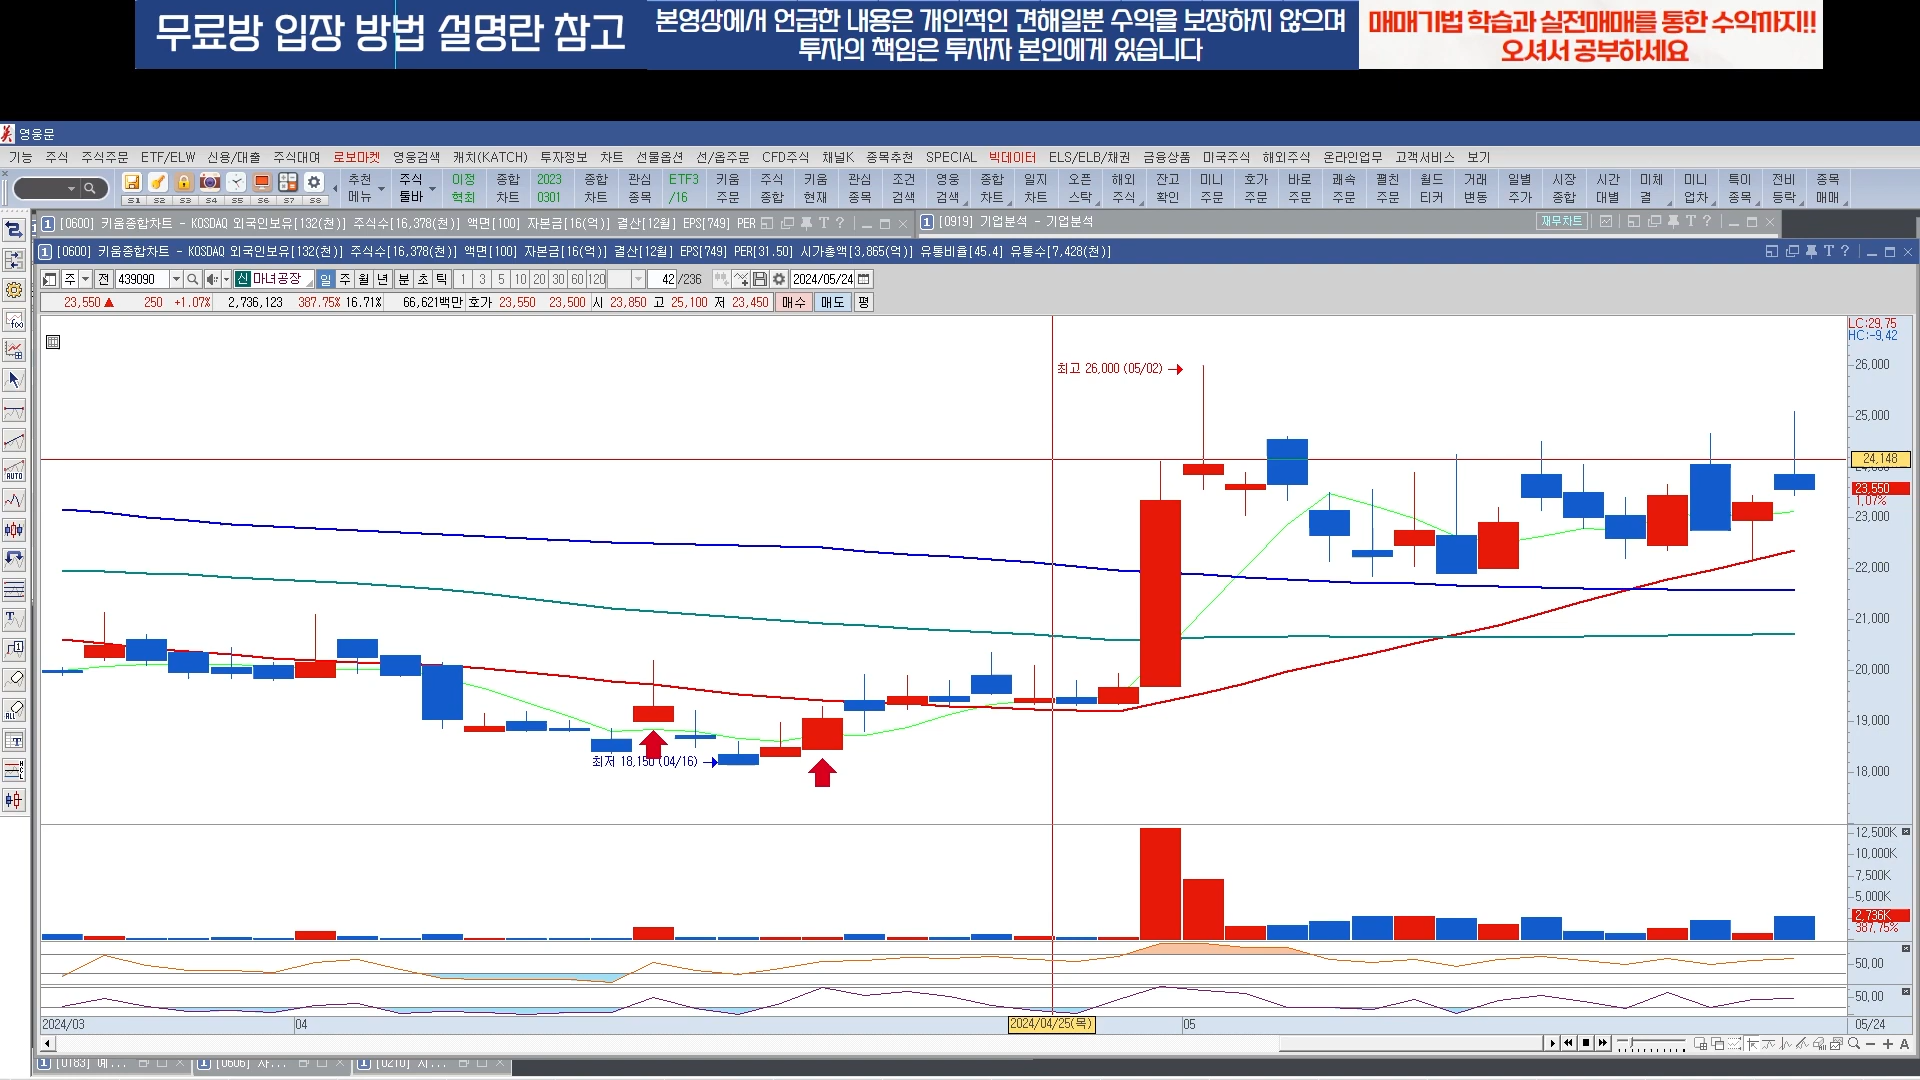 무료방 입장 방법 설명란 참고
본영상에서 언급한 내용은 개인적인 견해일뿐 수익을 보장하지 않으며
투자의 책임은 투자자 본인에게 있습니다
매매기법 학습과 실전매매를 통한 수익까지!!
오셔서 공부하세요
영웅문
기능 주식 주식주문 ETF/ELW 신용/대출 주식대여 로보마켓 영웅검색 캐치(KATCH) 투자정보 차트 선물옵션 선/옵주문 CFD주식 채널K 종목추천 SPECIAL 빅데이터 ELS/ELB/채권 금융상품 미국주식 해외주식 온라인업무 고객서비스 보기
추천 주식 이정 종합 2023 종합 관심 ETF3 키움 주식 키움 관심 조건 영웅 종합 일지 오픈 해외 잔고 미니 호가 바로 쾌속 펼친 월드 거래 일별 시장 시간 미체 미니 특이 전비 종목
S1 S2 S3 S4 S5 S6 S7 S8 메뉴 툴바 혁최 차트 0301 차트 종목 /16 주문 종합 현재 종목 검색 검색 차트 차트 스탁 주식 확인 주문 주문 주문 주문 주문 티커 변동 주가 종합 대별 결 업차 종목 등락 매매
1 [0600] 키움종합차트 - KOSDAQ 외국인보유[132(천)] 주식수[16,378(천)] 액면[100] 자본금[16(억)] 결산[12월] EPS[749] PER
1 [0919] 기업분석 - 기업분석 재무차트
1 [0600] 키움종합차트 - KOSDAQ 외국인보유[132(천)] 주식수[16,378(천)] 액면[100] 자본금[16(억)] 결산[12월] EPS[749] PER[31.50] 시가총액[3,865(억)] 유통비율[45.4] 유통수[7,428(천)]
주 전 439090 신 마녀공장 일 주 월 년 분 초 틱 1 3 5 10 20 30 60 120 42 /236 2024/05/24
23,550 ▲ 250 +1.07% 2,736,123 387.75% 16.71% 66,621백만 호가 23,550 23,500 시 23,850 고 25,100 저 23,450 매수 매도 평
LC:29.75
HC:-9.42
최고 26,000 (05/02) →
26,000
25,000
24,148
23,550
1.07%
23,000
22,000
21,000
20,000
19,000
최저 18,150 (04/16) →
18,000
12,500K
10,000K
7,500K
5,000K
2,736K
387.75%
50,00
50,00
2024/03 04 2024/04/25(목) 05 05/24